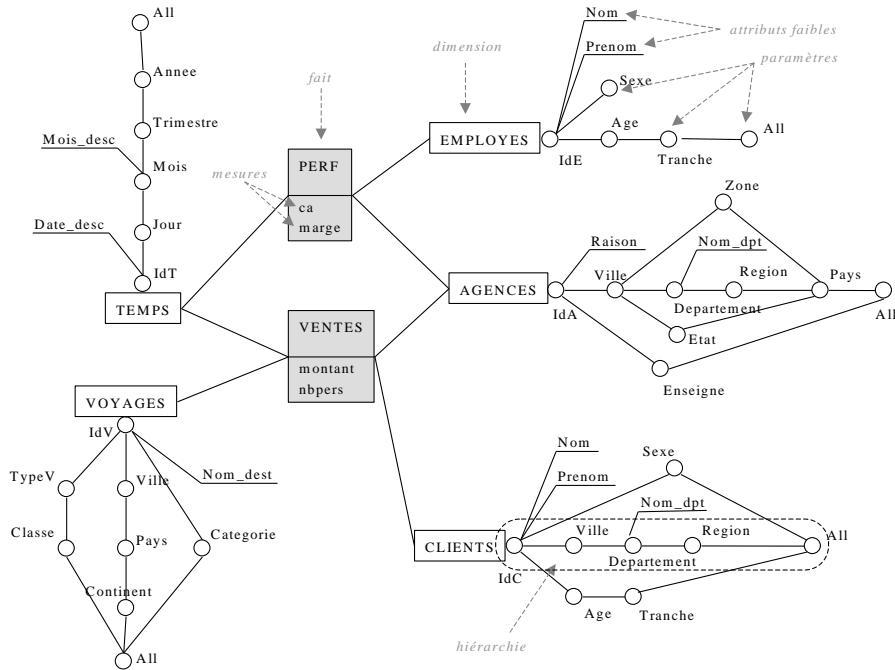 All
Annee
Trimestre
Mois_desc
Mois
Jour
Date_desc
IdT
TEMPS
fait
PERF
ca
marge
mesures
dimension
EMPLOYES
Nom
Prenom
Sexe
IdE
Age
Tranche
All
attributs faibles
paramètres
VENTES
montant
nbpers
AGENCES
IdA
Raison
Ville
Zone
Nom_dpt
Departement
Region
Pays
All
Etat
Enseigne
VOYAGES
IdV
TypeV
Classe
Ville
Pays
Continent
Nom_dest
Categorie
All
CLIENTS
IdC
Nom
Prenom
Sexe
Ville
Nom_dpt
Departement
Region
All
Age
Tranche
hiérarchie